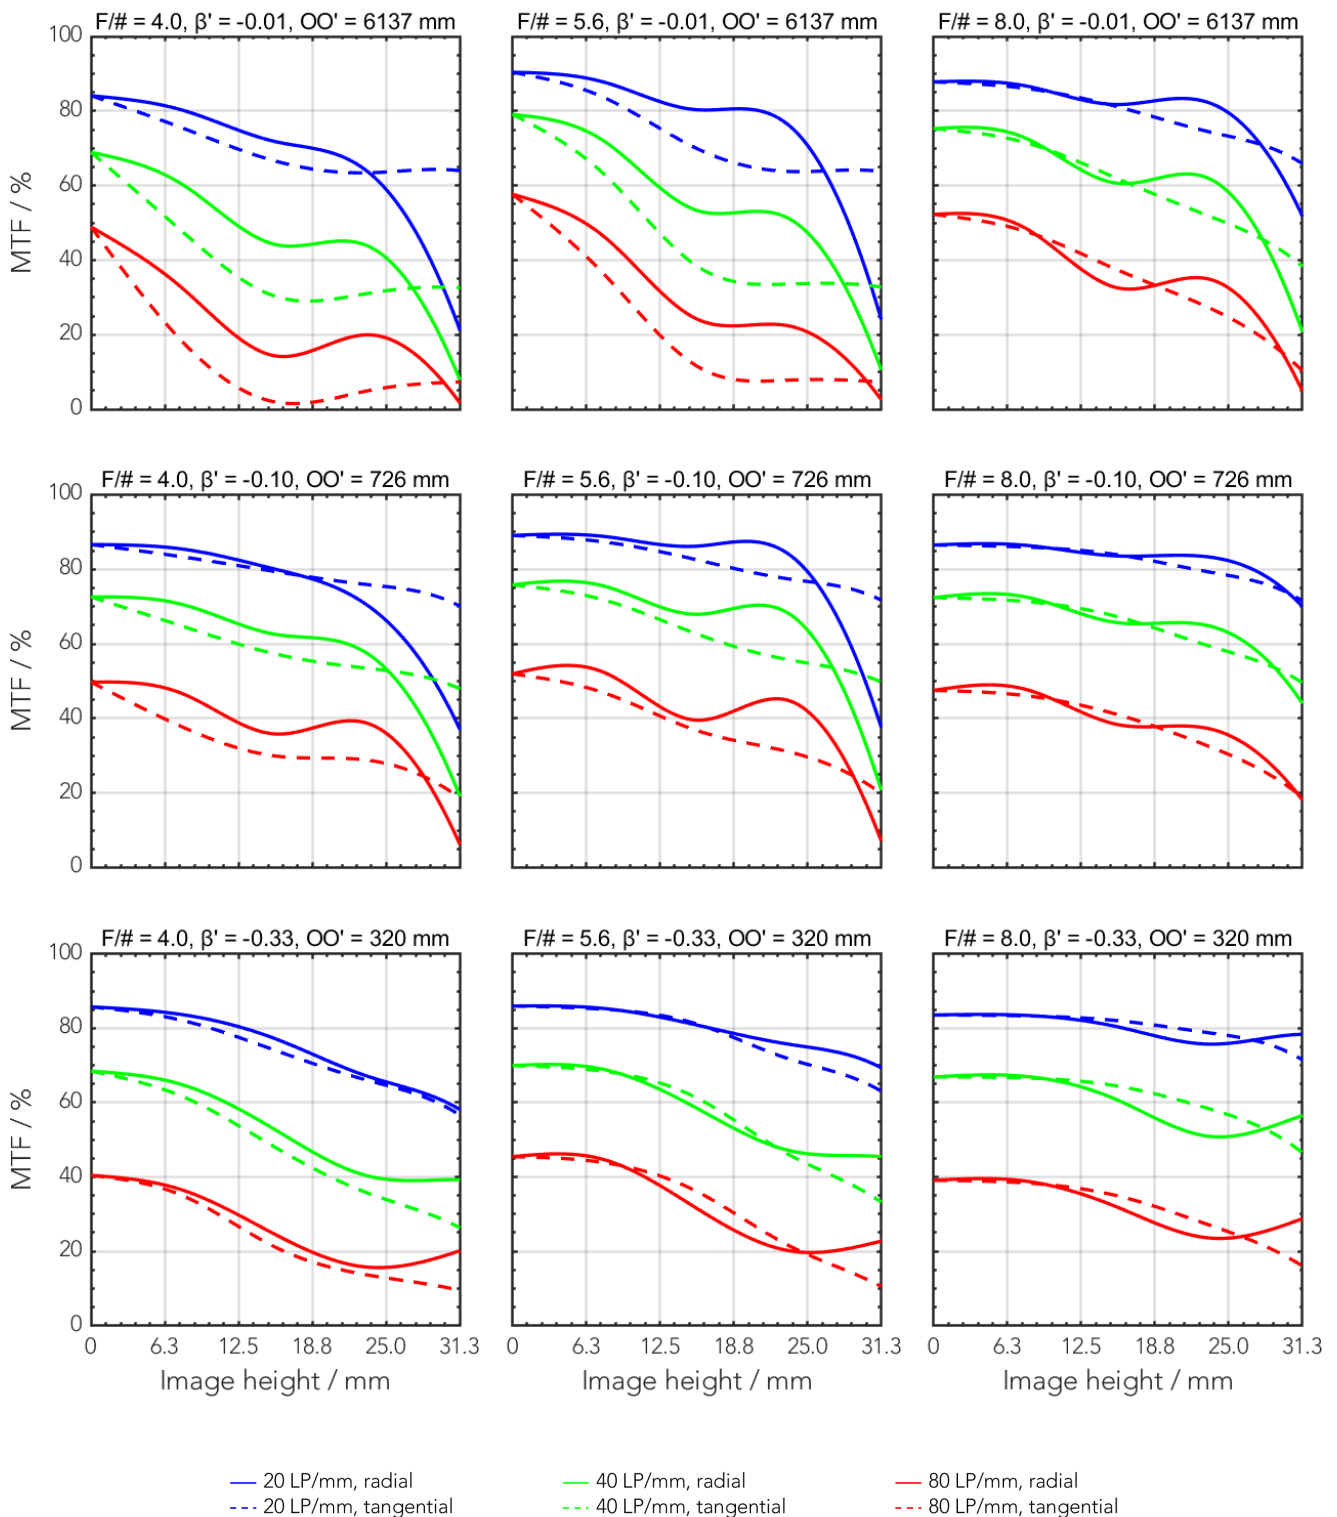 F/# = 4.0, β' = -0.01, OO' = 6137 mm
F/# = 5.6, β' = -0.01, OO' = 6137 mm
F/# = 8.0, β' = -0.01, OO' = 6137 mm
100
80
60
40
20
0
MTF / %
F/# = 4.0, β' = -0.10, OO' = 726 mm
F/# = 5.6, β' = -0.10, OO' = 726 mm
F/# = 8.0, β' = -0.10, OO' = 726 mm
100
80
60
40
20
0
MTF / %
F/# = 4.0, β' = -0.33, OO' = 320 mm
F/# = 5.6, β' = -0.33, OO' = 320 mm
F/# = 8.0, β' = -0.33, OO' = 320 mm
100
80
60
40
20
0
MTF / %
0 6.3 12.5 18.8 25.0 31.3
0 6.3 12.5 18.8 25.0 31.3
0 6.3 12.5 18.8 25.0 31.3
Image height / mm
Image height / mm
Image height / mm
20 LP/mm, radial
20 LP/mm, tangential
40 LP/mm, radial
40 LP/mm, tangential
80 LP/mm, radial
80 LP/mm, tangential